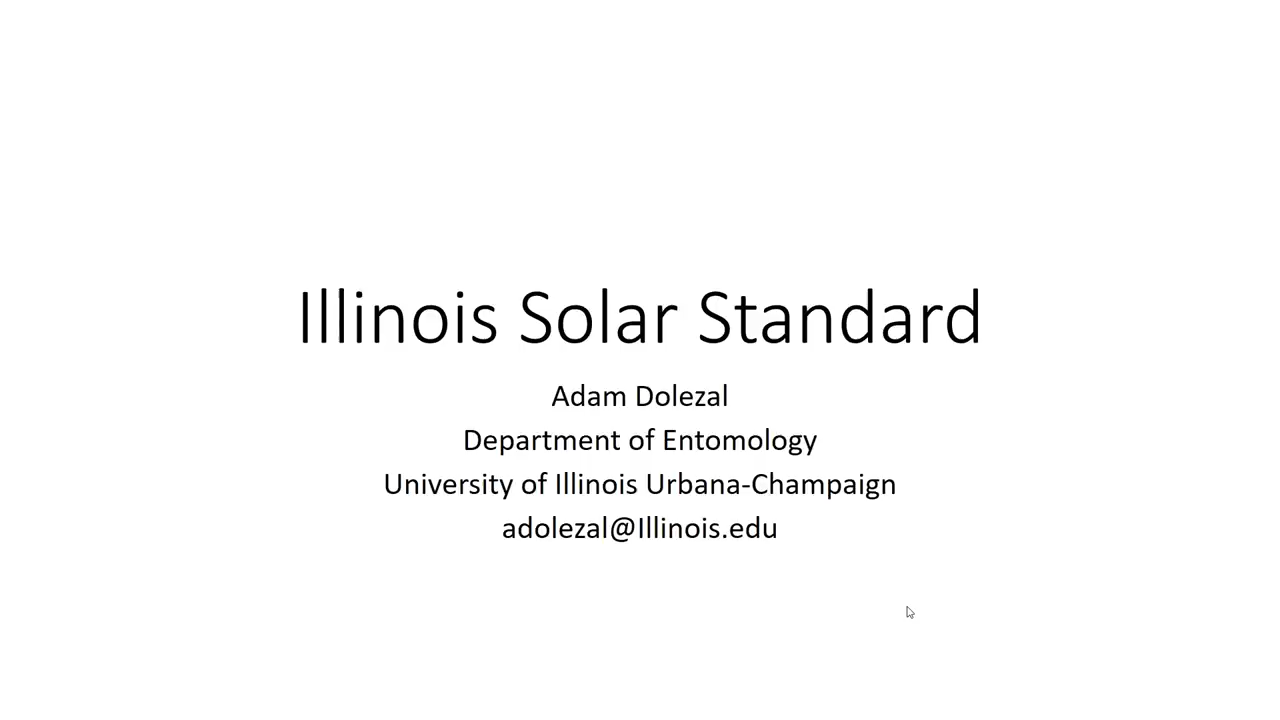 Illinois Solar Standard
Adam Dolezal
Department of Entomology
University of Illinois Urbana-Champaign
adolezal@Illinois.edu